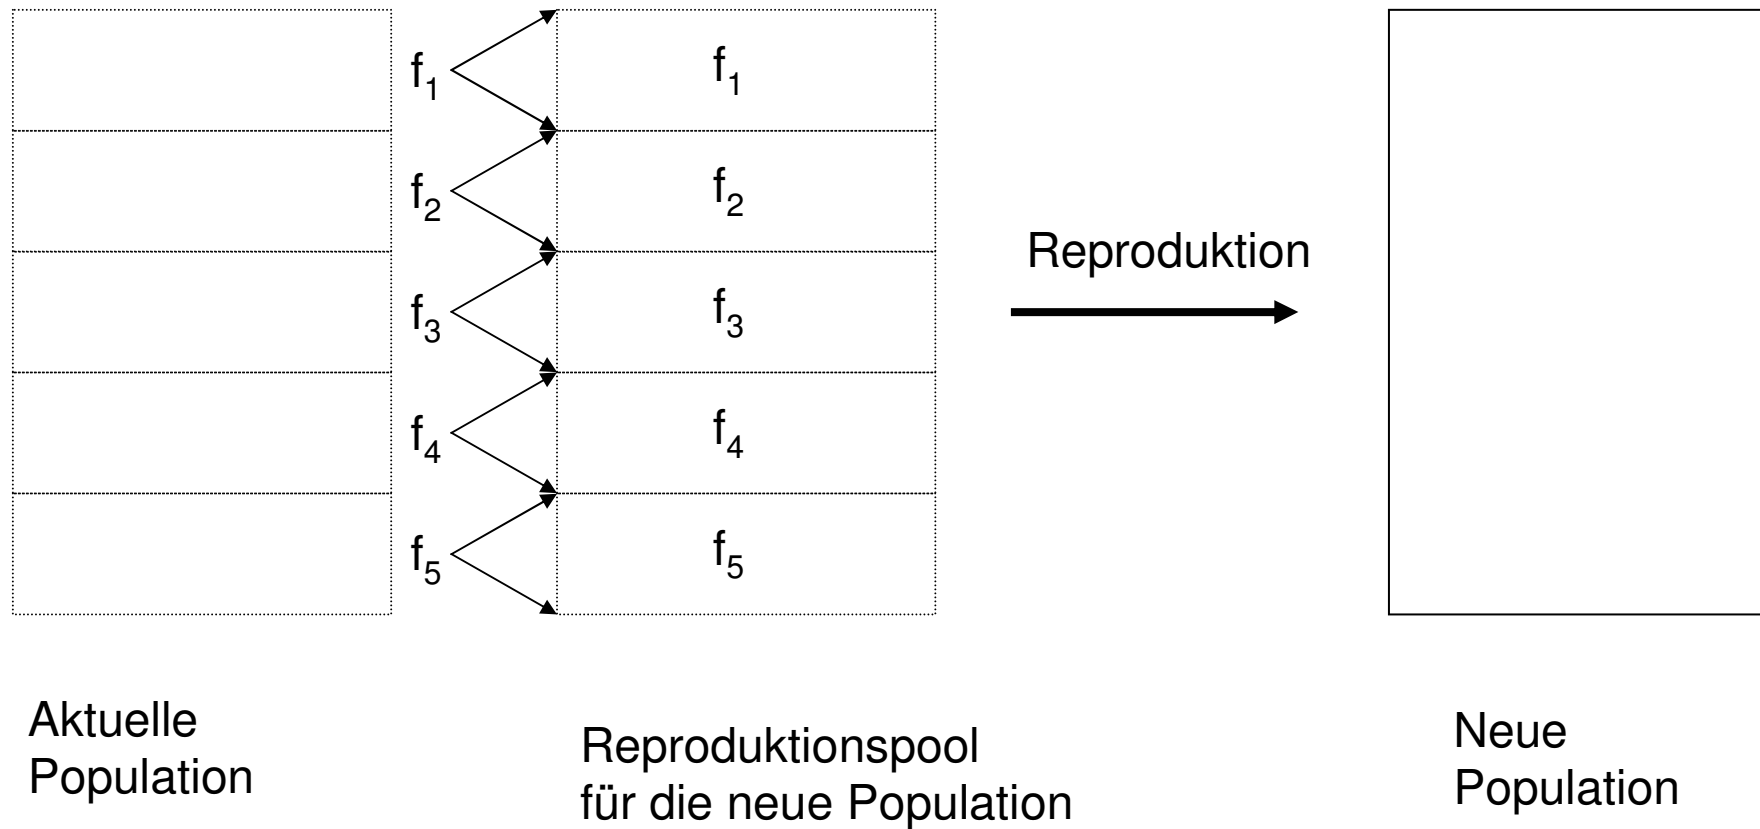 f1 f1
f2 f2
Reproduktion
f3 f3
f4 f4
f5 f5
Aktuelle
Population
Reproduktionspool
für die neue Population
Neue
Population